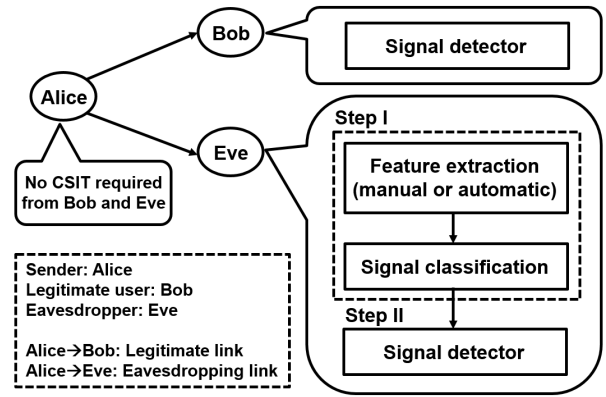 Bob
Signal detector
Alice
Eve
No CSIT required
from Bob and Eve
Step I
Feature extraction
(manual or automatic)
Signal classification
Step II
Signal detector
Sender: Alice
Legitimate user: Bob
Eavesdropper: Eve
Alice→Bob: Legitimate link
Alice→Eve: Eavesdropping link